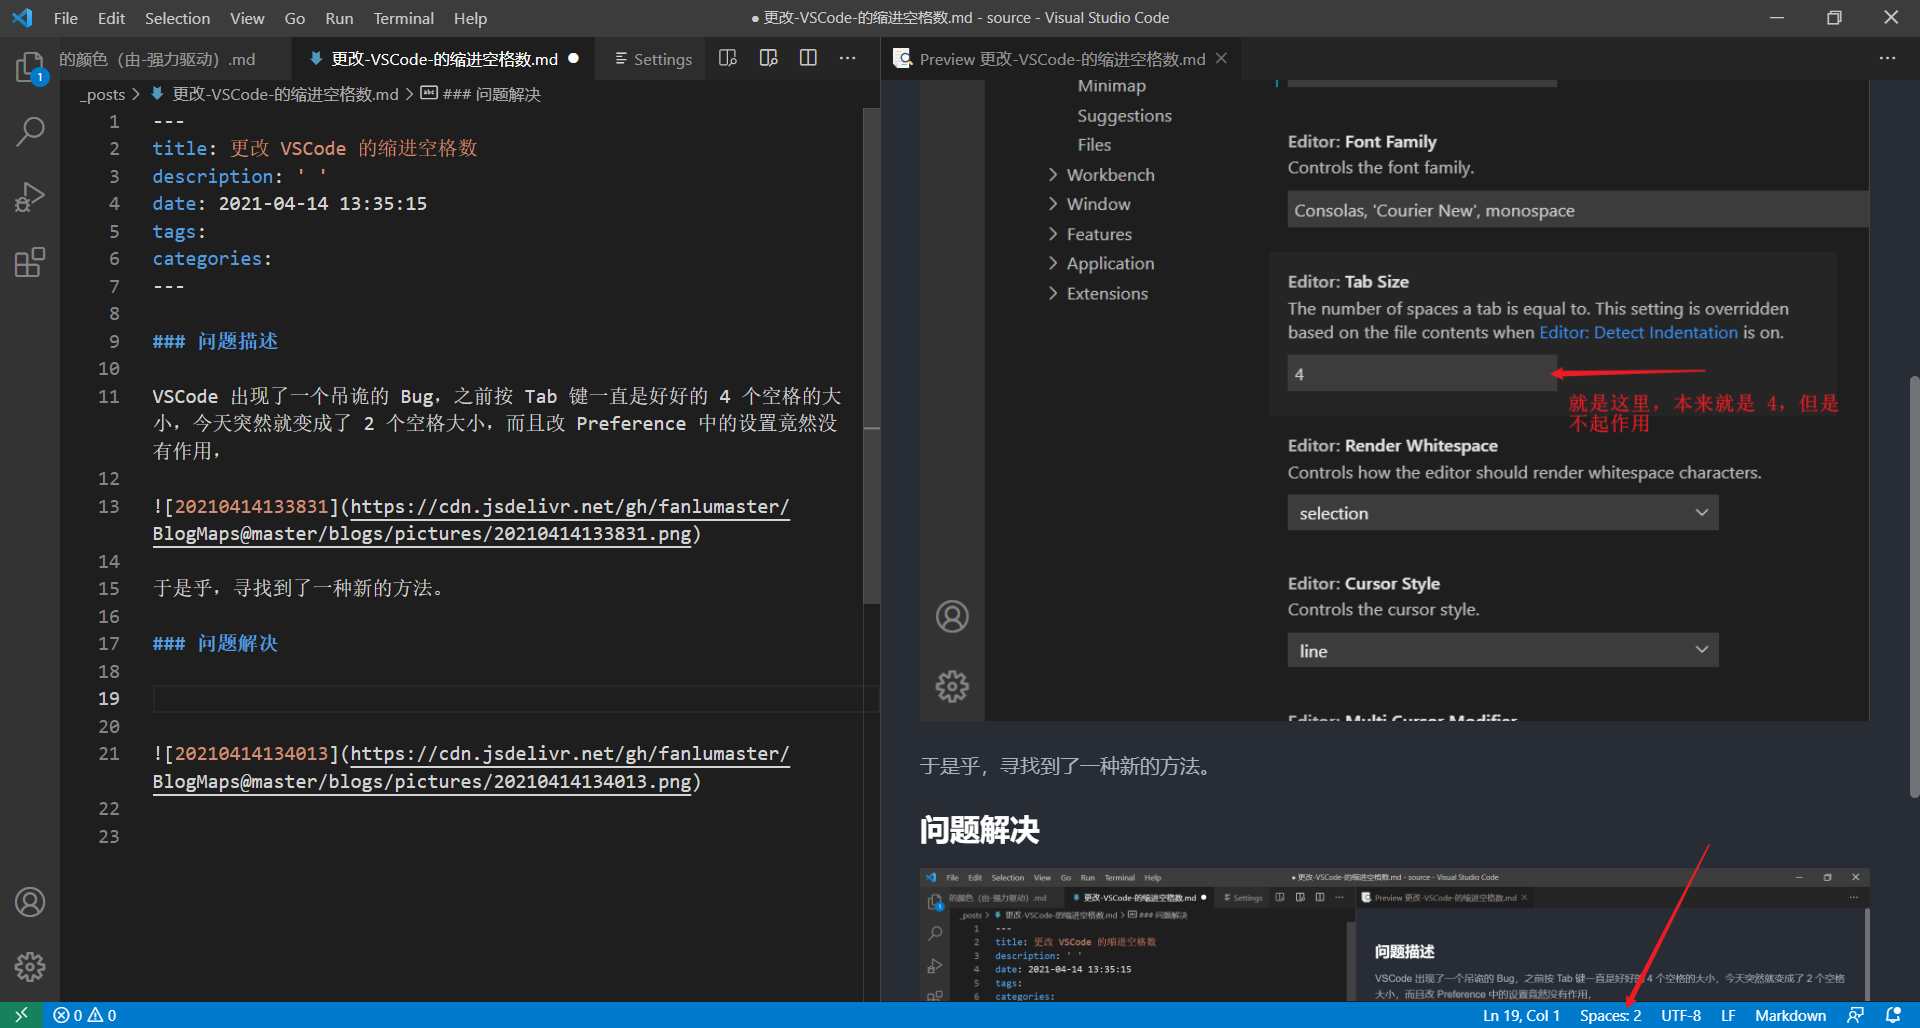 File Edit Selection View Go Run Terminal Help
● 更改-VSCode-的缩进空格数.md - source - Visual Studio Code
的颜色（由-强力驱动）.md
更改-VSCode-的缩进空格数.md ●
Settings
_posts > 更改-VSCode-的缩进空格数.md > ### 问题解决
1 ---
2 title: 更改 VSCode 的缩进空格数
3 description: ' '
4 date: 2021-04-14 13:35:15
5 tags:
6 categories:
7 ---
8
9 ### 问题描述
10
11 VSCode 出现了一个吊诡的 Bug，之前按 Tab 键一直是好好的 4 个空格的大
小，今天突然就变成了 2 个空格大小，而且改 Preference 中的设置竟然没
有作用，
12
13 ![20210414133831](https://cdn.jsdelivr.net/gh/fanlumaster/
BlogMaps@master/blogs/pictures/20210414133831.png)
14
15 于是乎，寻找到了一种新的方法。
16
17 ### 问题解决
18
19
20
21 ![20210414134013](https://cdn.jsdelivr.net/gh/fanlumaster/
BlogMaps@master/blogs/pictures/20210414134013.png)
22
23
1
Preview 更改-VSCode-的缩进空格数.md
Minimap
Suggestions
Files
Workbench
Window
Features
Application
Extensions
Editor: Font Family
Controls the font family.
Consolas, 'Courier New', monospace
Editor: Tab Size
The number of spaces a tab is equal to. This setting is overridden
based on the file contents when Editor: Detect Indentation is on.
4
就是这里，本来就是 4，但是
不起作用
Editor: Render Whitespace
Controls how the editor should render whitespace characters.
selection
Editor: Cursor Style
Controls the cursor style.
line
Editor: Multi Cursor Modifier
于是乎，寻找到了一种新的方法。
问题解决
File Edit Selection View Go Run Terminal Help
● 更改-VSCode-的缩进空格数.md - source - Visual Studio Code
的颜色（由-强力驱动）.md
更改-VSCode-的缩进空格数.md ●
Settings
Preview 更改-VSCode-的缩进空格数.md
_posts > 更改-VSCode-的缩进空格数.md > ### 问题解决
1 ---
2 title: 更改 VSCode 的缩进空格数
3 description: ' '
4 date: 2021-04-14 13:35:15
5 tags:
6 categories:
1
问题描述
VSCode 出现了一个吊诡的 Bug，之前按 Tab 键一直是好好的 4 个空格的大小，今天突然就变成了 2 个空格
大小，而且改 Preference 中的设置竟然没有作用，
0 0
Ln 19, Col 1 Spaces: 2 UTF-8 LF Markdown